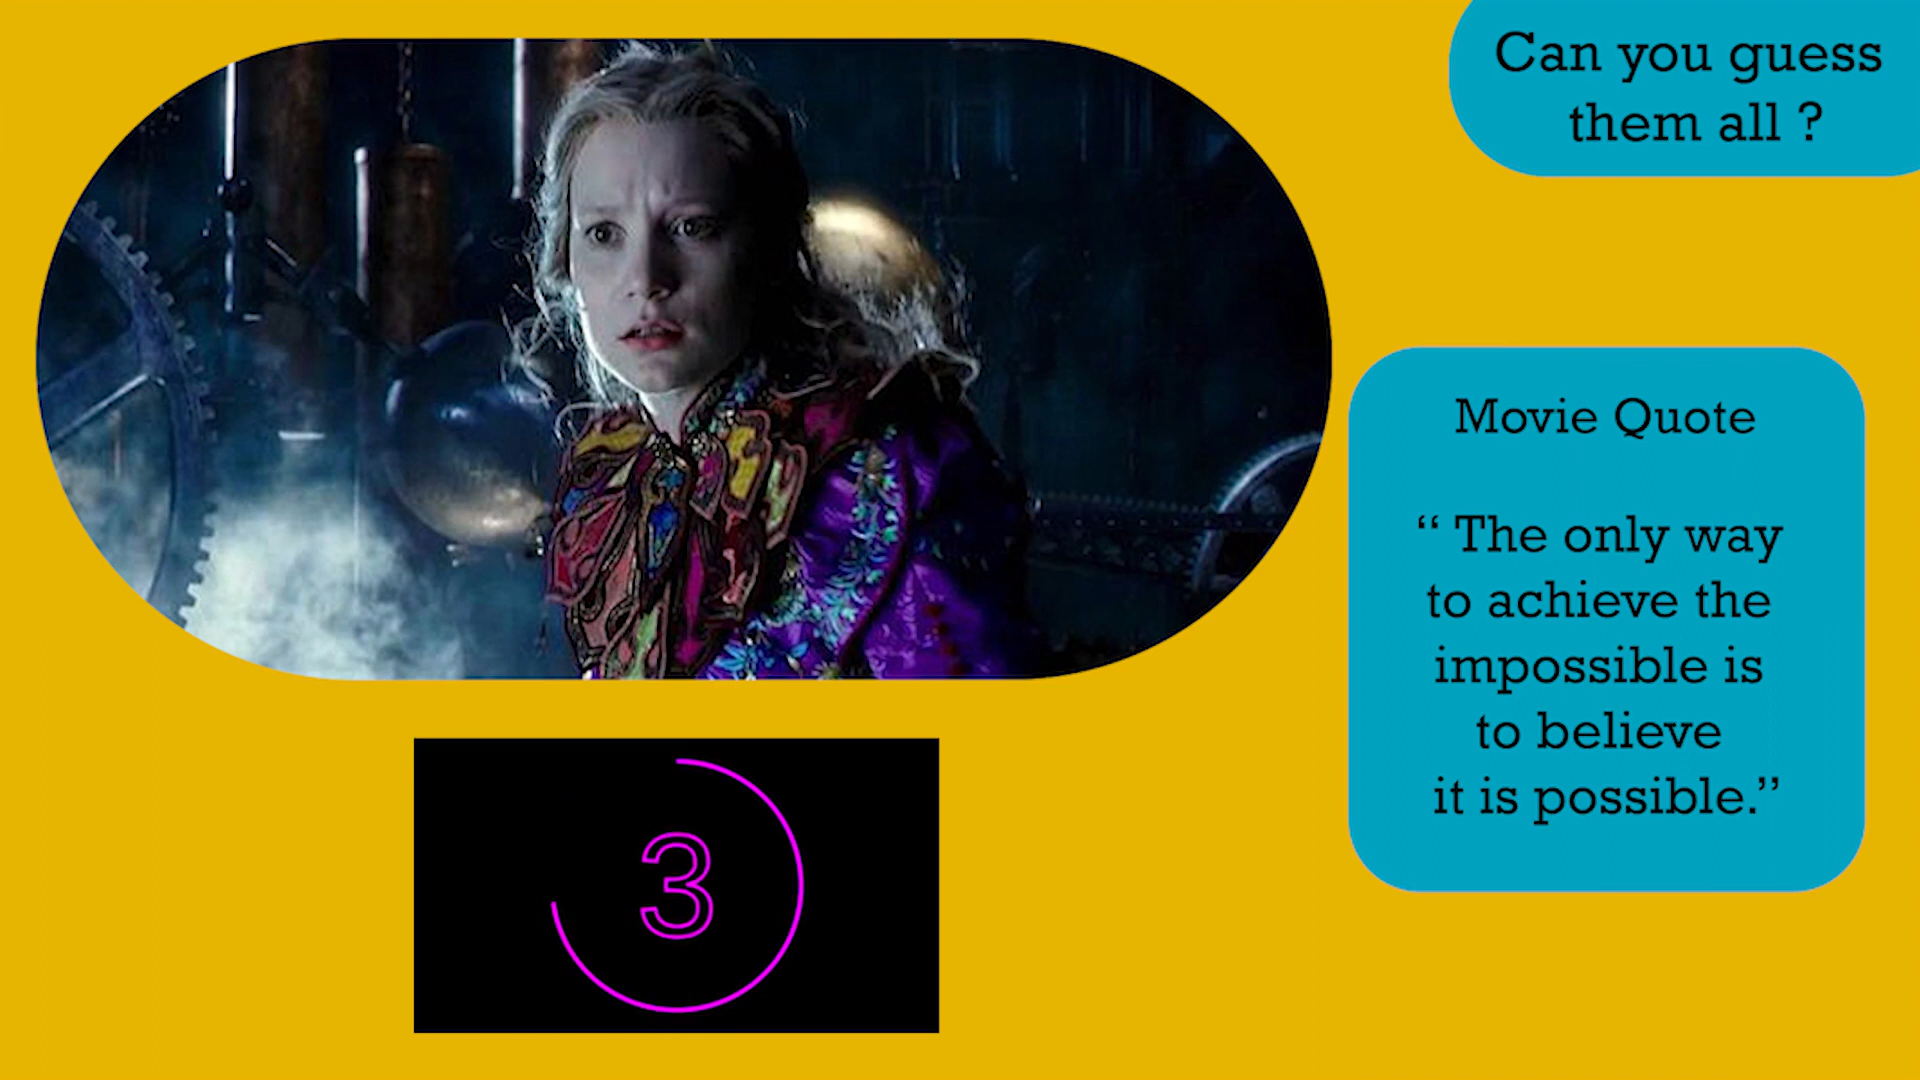 Can you guess
them all ?
Movie Quote
“ The only way
to achieve the
impossible is
to believe
it is possible.”
3